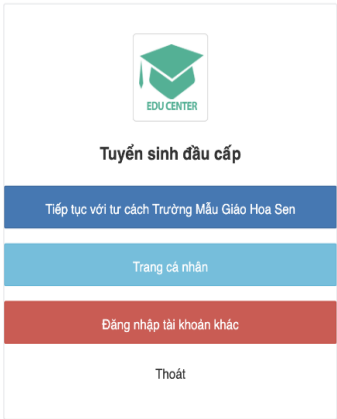 EDU CENTER
Tuyển sinh đầu cấp
Tiếp tục với tư cách Trường Mẫu Giáo Hoa Sen
Trang cá nhân
Đăng nhập tài khoản khác
Thoát